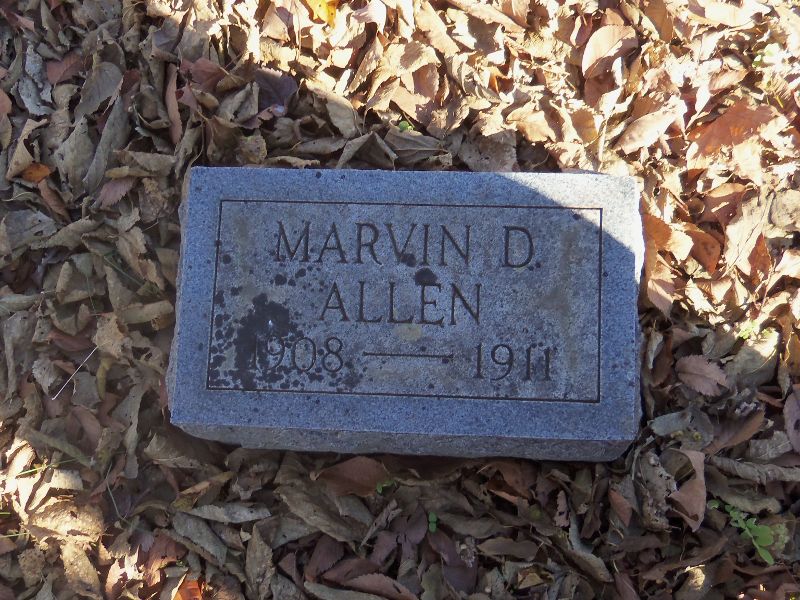 MARVIN D.
ALLEN
1908 — 1911